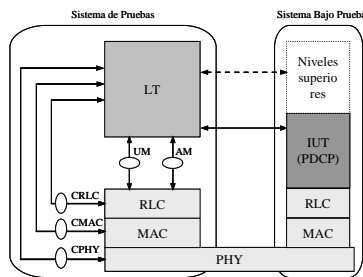 Sistema de Pruebas
Sistema Bajo Prueba
LT
Niveles
superio
res
IUT
(PDCP)
UM
AM
CRLC
RLC
RLC
CMAC
MAC
MAC
CPHY
PHY